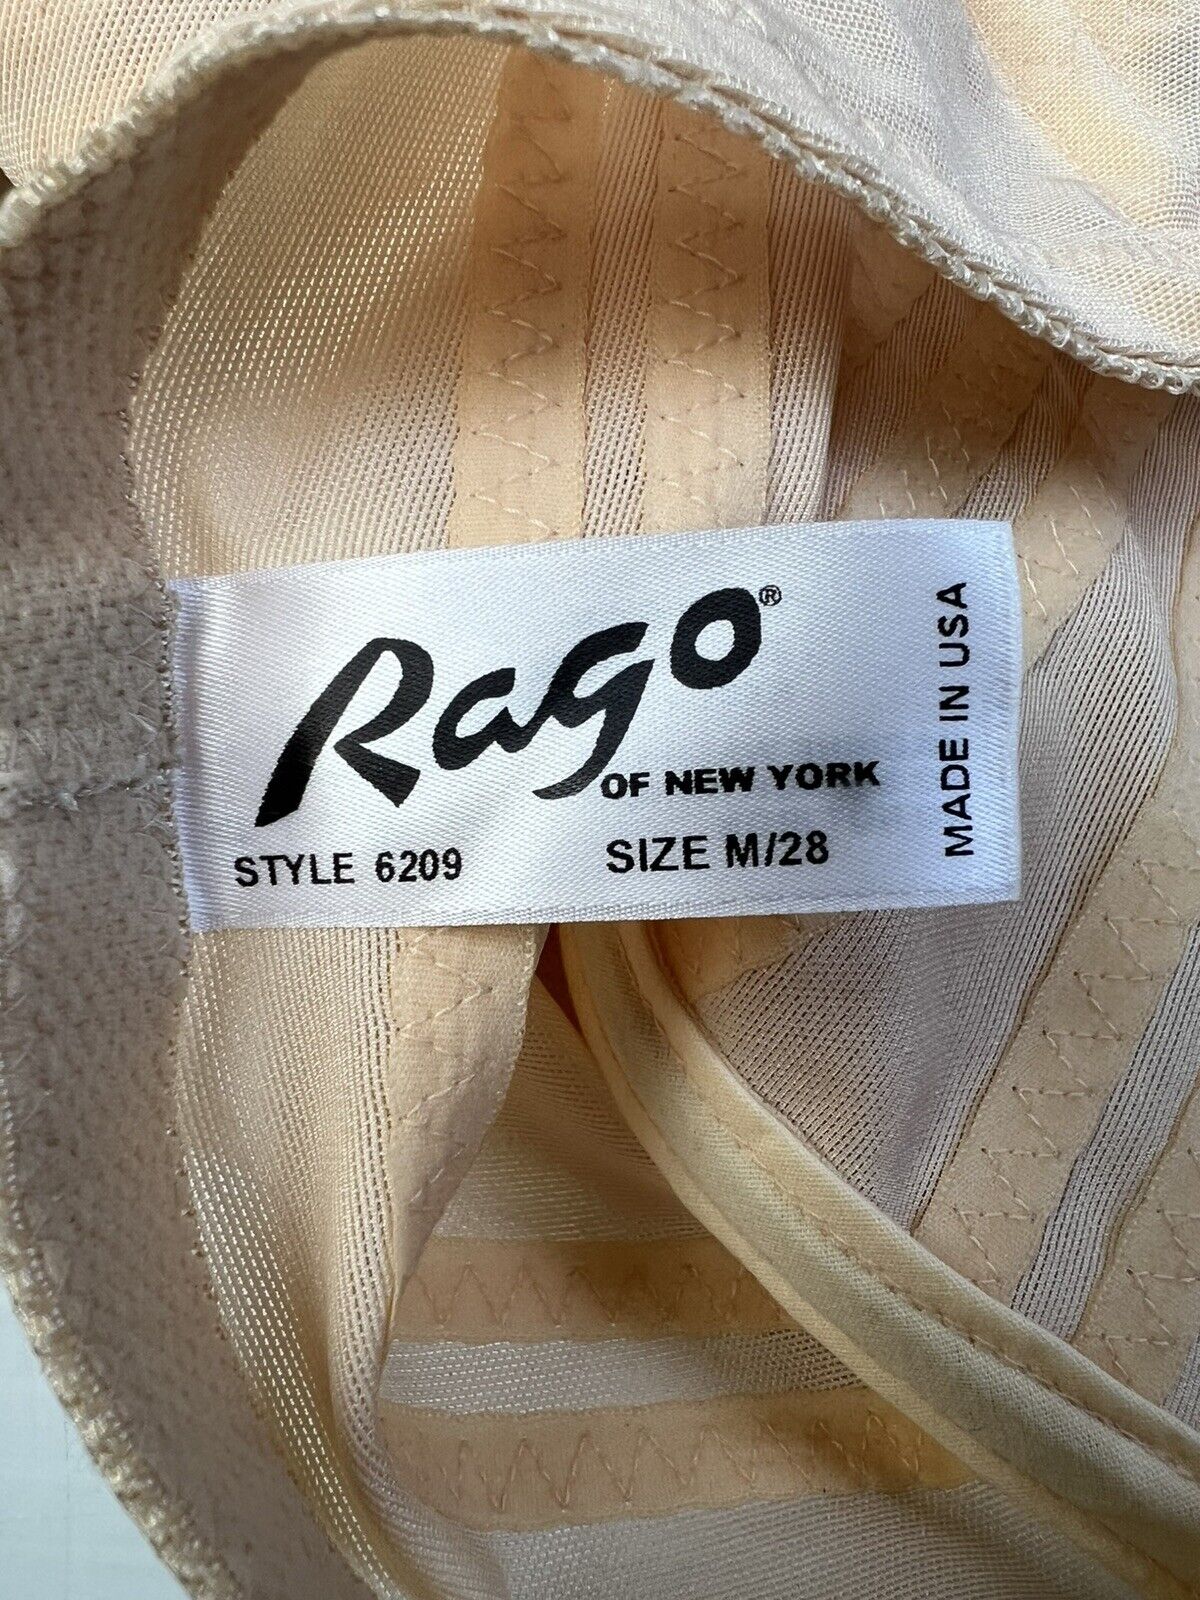 Rago®
OF NEW YORK
STYLE 6209
SIZE M/28
MADE IN USA